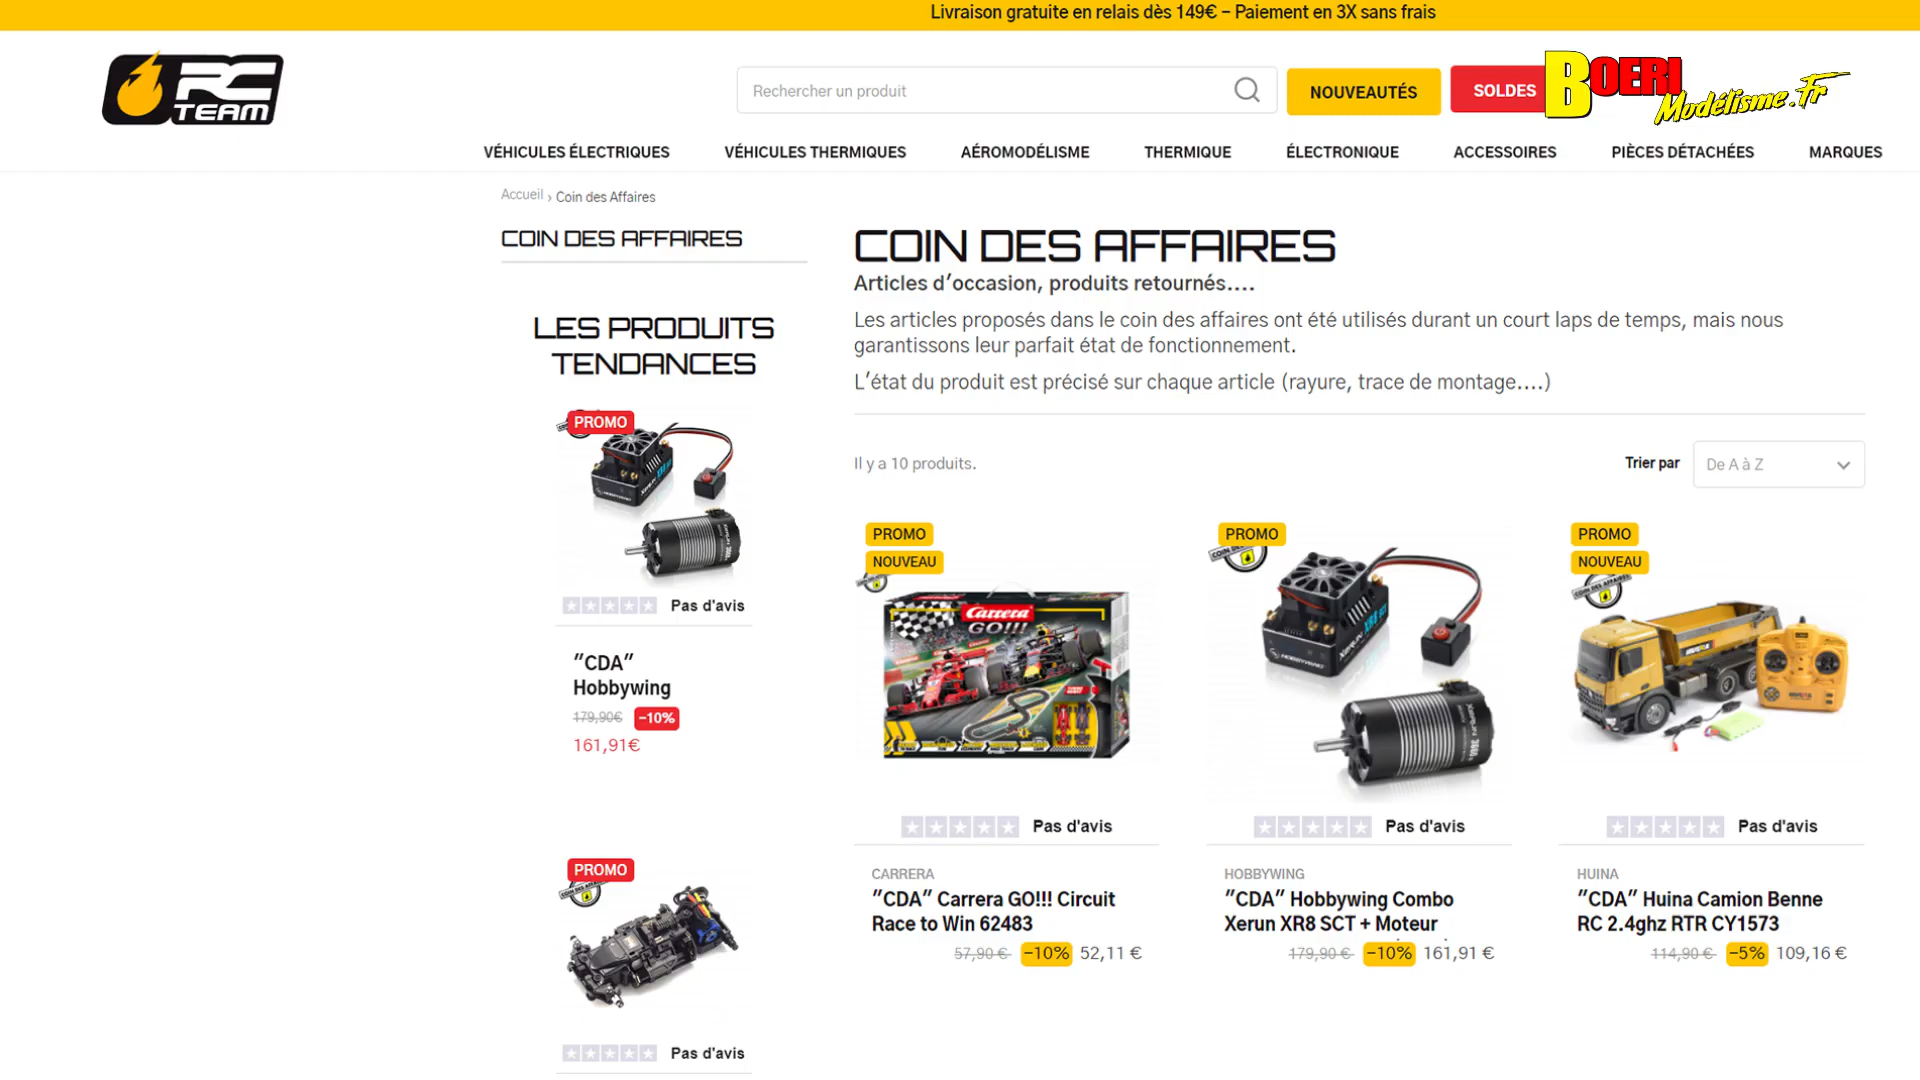 Livraison gratuite en relais dès 149€ - Paiement en 3X sans frais
RC
TEAM
Rechercher un produit
NOUVEAUTÉS
SOLDES
BOERI
Modélisme.Fr
VÉHICULES ÉLECTRIQUES
VÉHICULES THERMIQUES
AÉROMODÉLISME
THERMIQUE
ÉLECTRONIQUE
ACCESSOIRES
PIÈCES DÉTACHÉES
MARQUES
Accueil › Coin des Affaires
COIN DES AFFAIRES
LES PRODUITS
TENDANCES
PROMO
Pas d'avis
"CDA"
Hobbywing
179,90€ -10%
161,91€
PROMO
Pas d'avis
COIN DES AFFAIRES
Articles d'occasion, produits retournés....
Les articles proposés dans le coin des affaires ont été utilisés durant un court laps de temps, mais nous
garantissons leur parfait état de fonctionnement.
L'état du produit est précisé sur chaque article (rayure, trace de montage....)
Il y a 10 produits.
Trier par
De A à Z
PROMO
NOUVEAU
Carrera
GO!!!
Pas d'avis
CARRERA
"CDA" Carrera GO!!! Circuit
Race to Win 62483
57,90 € -10% 52,11 €
PROMO
HOBBYWING
Pas d'avis
HOBBYWING
"CDA" Hobbywing Combo
Xerun XR8 SCT + Moteur
179,90 € -10% 161,91 €
PROMO
NOUVEAU
COIN DES AFFAIRES
Pas d'avis
HUINA
"CDA" Huina Camion Benne
RC 2.4ghz RTR CY1573
114,90 € -5% 109,16 €